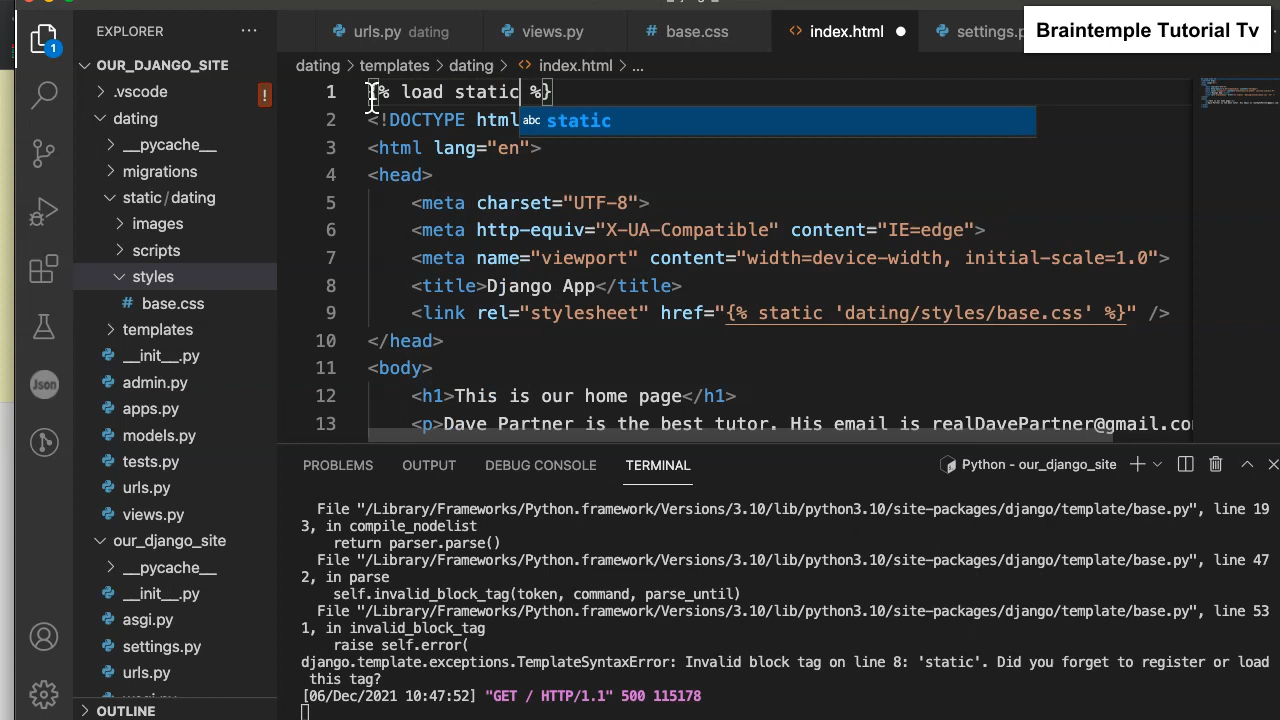 Braintemple Tutorial Tv
EXPLORER
urls.py dating
views.py
base.css
index.html
settings.p
OUR_DJANGO_SITE
dating > templates > dating > index.html > ...
.vscode
!
dating
__pycache__
migrations
static / dating
images
scripts
styles
base.css
templates
__init__.py
admin.py
apps.py
models.py
tests.py
urls.py
views.py
our_django_site
__pycache__
__init__.py
asgi.py
settings.py
urls.py
OUTLINE
1
Json
1 {% load static %}
abc static
2 <!DOCTYPE html
3 <html lang="en">
4 <head>
5 <meta charset="UTF-8">
6 <meta http-equiv="X-UA-Compatible" content="IE=edge">
7 <meta name="viewport" content="width=device-width, initial-scale=1.0">
8 <title>Django App</title>
9 <link rel="stylesheet" href="{% static 'dating/styles/base.css' %}" />
10 </head>
11 <body>
12 <h1>This is our home page</h1>
13 <p>Dave Partner is the best tutor. His email is realDavePartner@gmail.co
PROBLEMS OUTPUT DEBUG CONSOLE TERMINAL
Python - our_django_site
File "/Library/Frameworks/Python.framework/Versions/3.10/lib/python3.10/site-packages/django/template/base.py", line 19
3, in compile_nodelist
return parser.parse()
File "/Library/Frameworks/Python.framework/Versions/3.10/lib/python3.10/site-packages/django/template/base.py", line 47
2, in parse
self.invalid_block_tag(token, command, parse_until)
File "/Library/Frameworks/Python.framework/Versions/3.10/lib/python3.10/site-packages/django/template/base.py", line 53
1, in invalid_block_tag
raise self.error(
django.template.exceptions.TemplateSyntaxError: Invalid block tag on line 8: 'static'. Did you forget to register or load
this tag?
[06/Dec/2021 10:47:52] "GET / HTTP/1.1" 500 115178